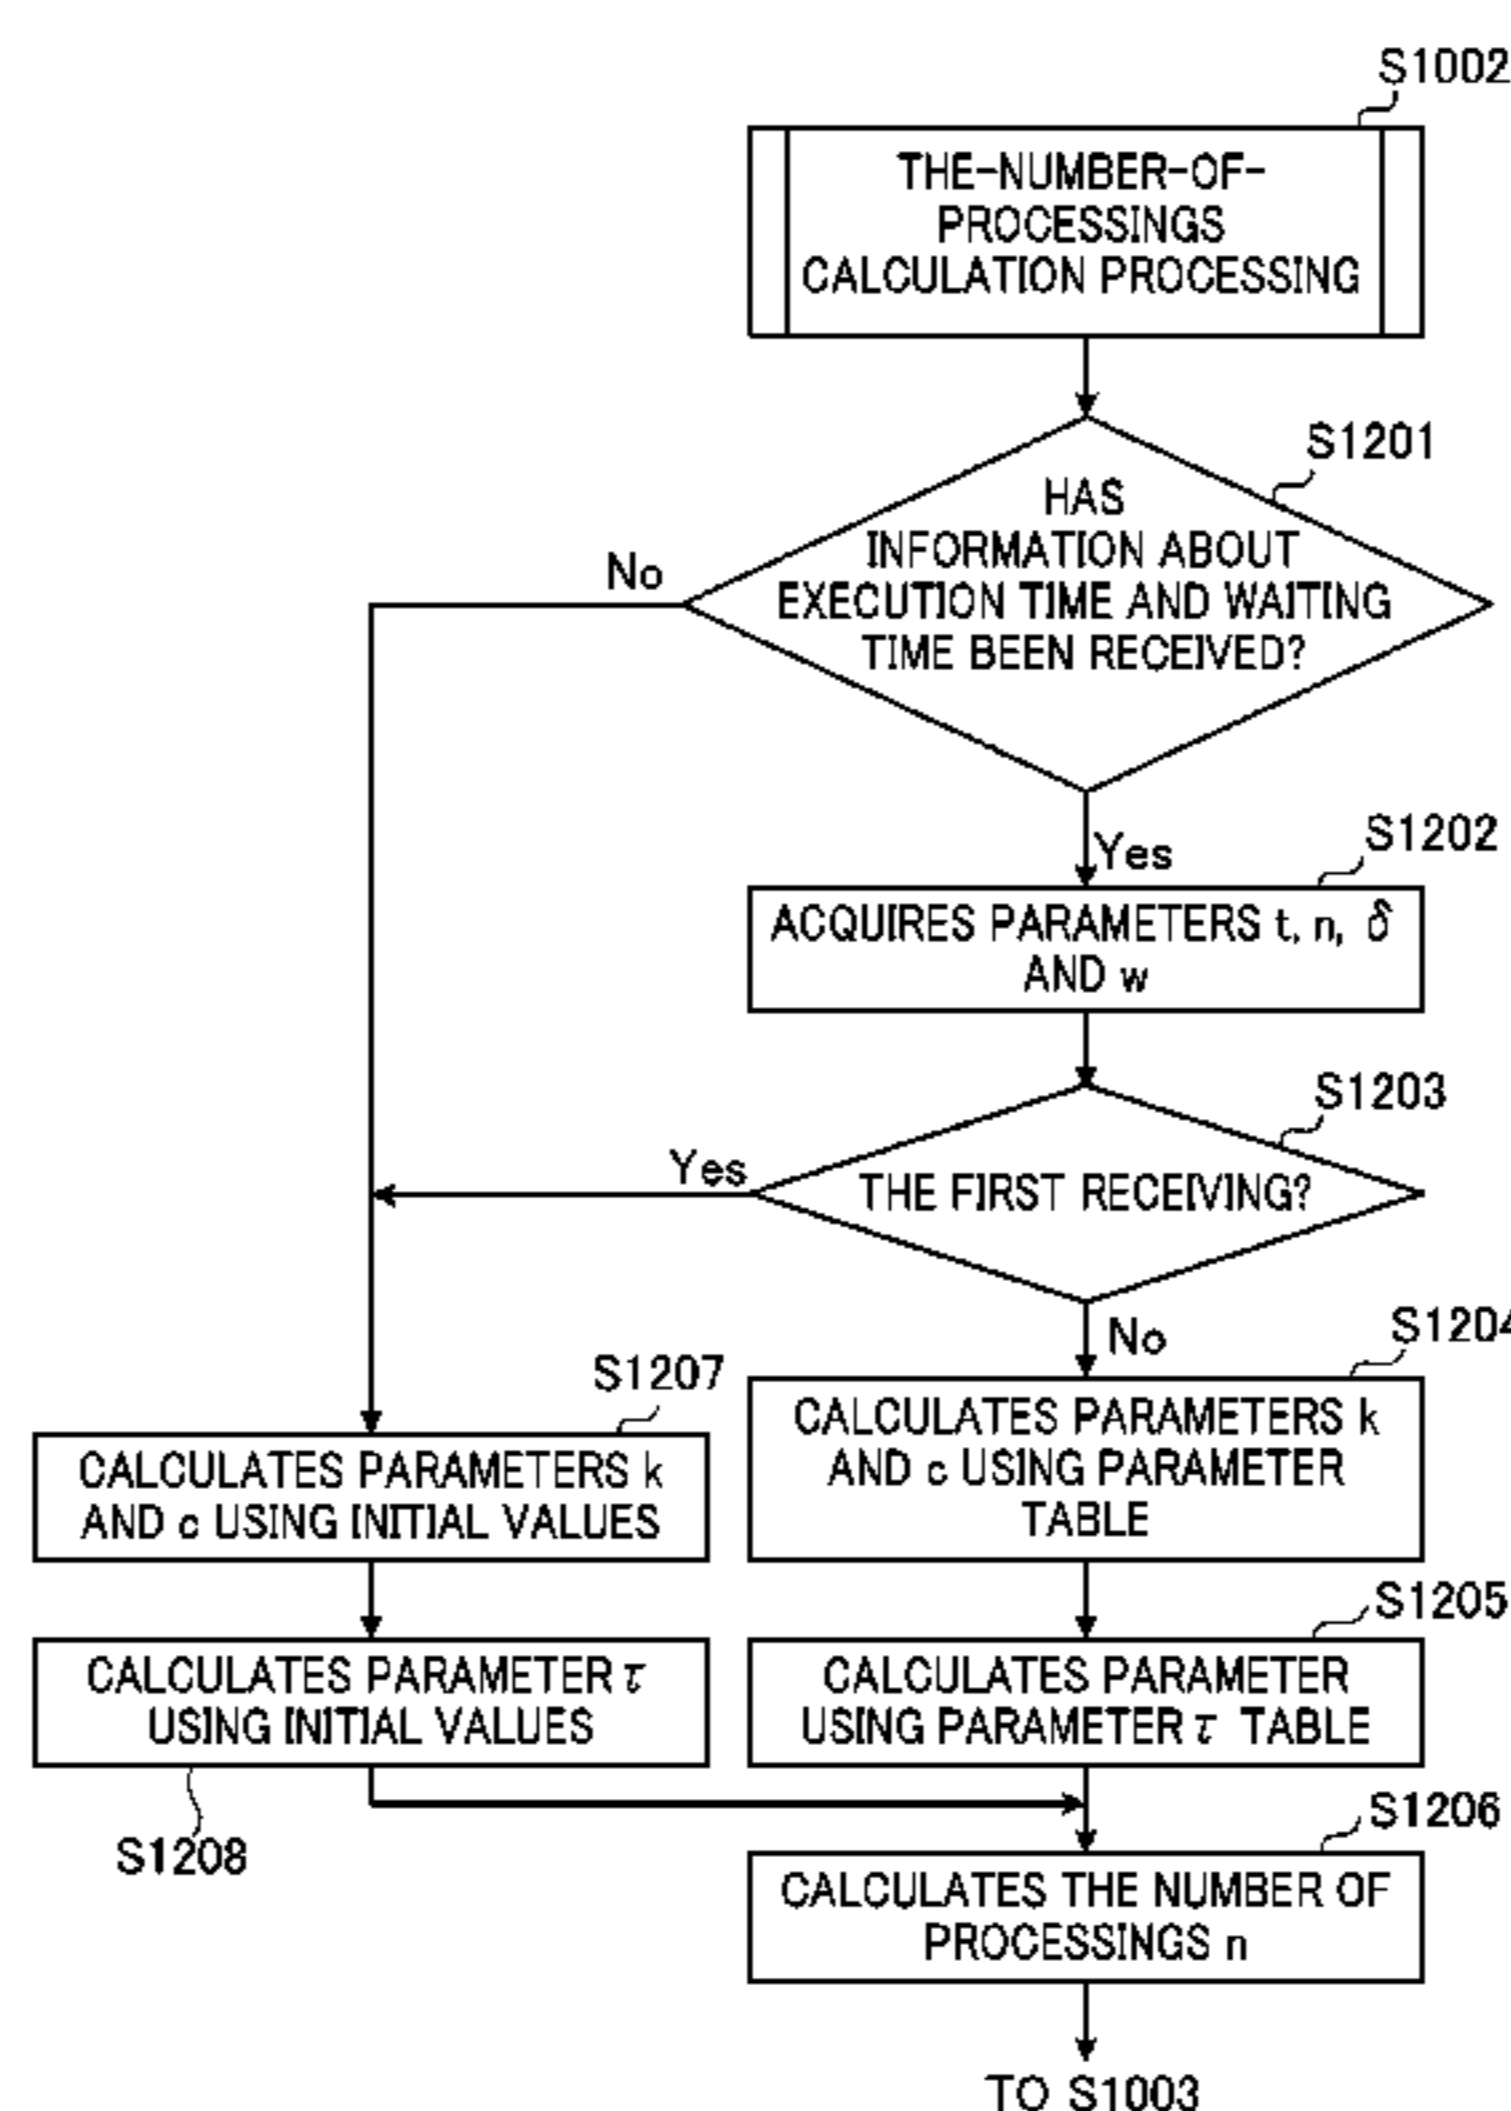 S1002
THE-NUMBER-OF-
PROCESSINGS
CALCULATION PROCESSING
S1201
HAS
INFORMATION ABOUT
EXECUTION TIME AND WAITING
TIME BEEN RECEIVED?
No
Yes
S1202
ACQUIRES PARAMETERS t, n, δ
AND w
S1203
THE FIRST RECEIVING?
Yes
No
S1204
CALCULATES PARAMETERS k
AND c USING PARAMETER
TABLE
S1207
CALCULATES PARAMETERS k
AND c USING INITIAL VALUES
S1205
CALCULATES PARAMETER
USING PARAMETER τ TABLE
CALCULATES PARAMETER τ
USING INITIAL VALUES
S1208
S1206
CALCULATES THE NUMBER OF
PROCESSINGS n
TO S1003